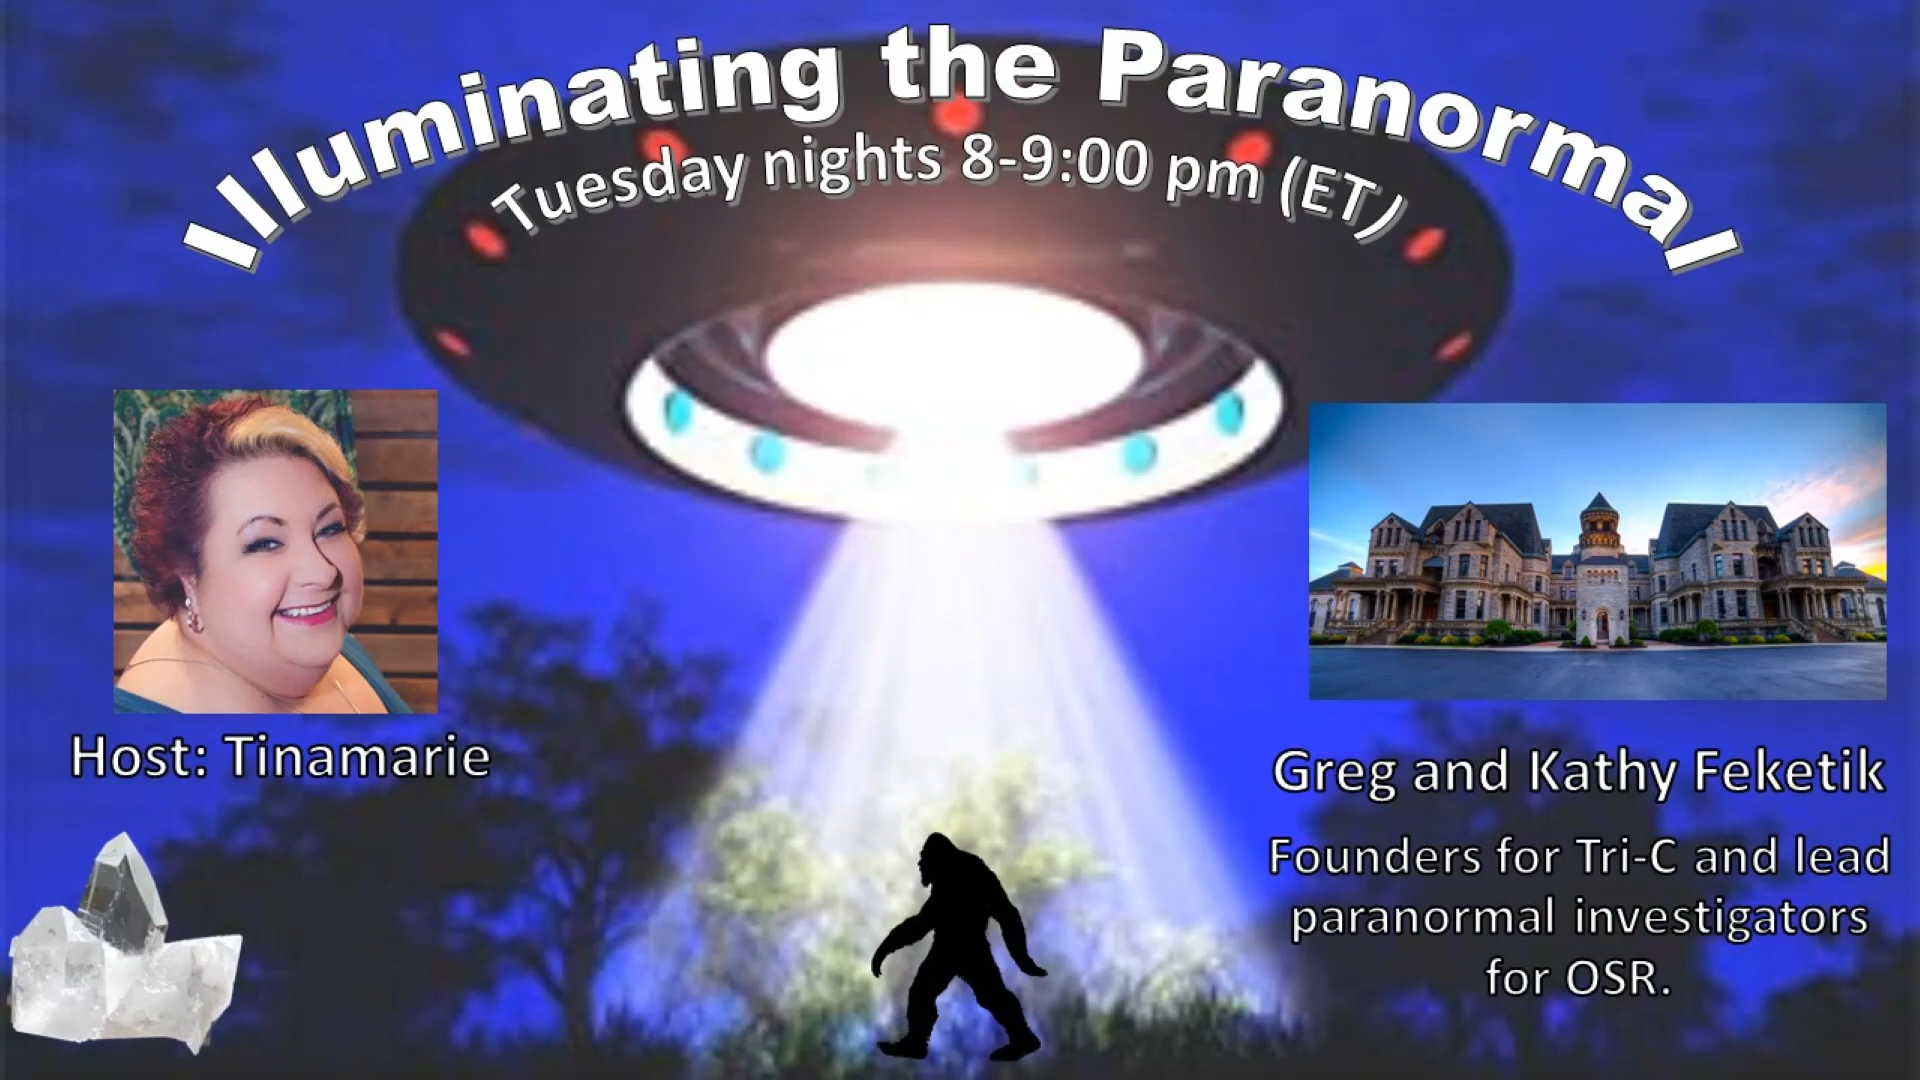 Illuminating the Paranormal
Tuesday nights 8-9:00 pm (ET)
Host: Tinamarie
Greg and Kathy Feketik
Founders for Tri-C and lead
paranormal investigators
for OSR.